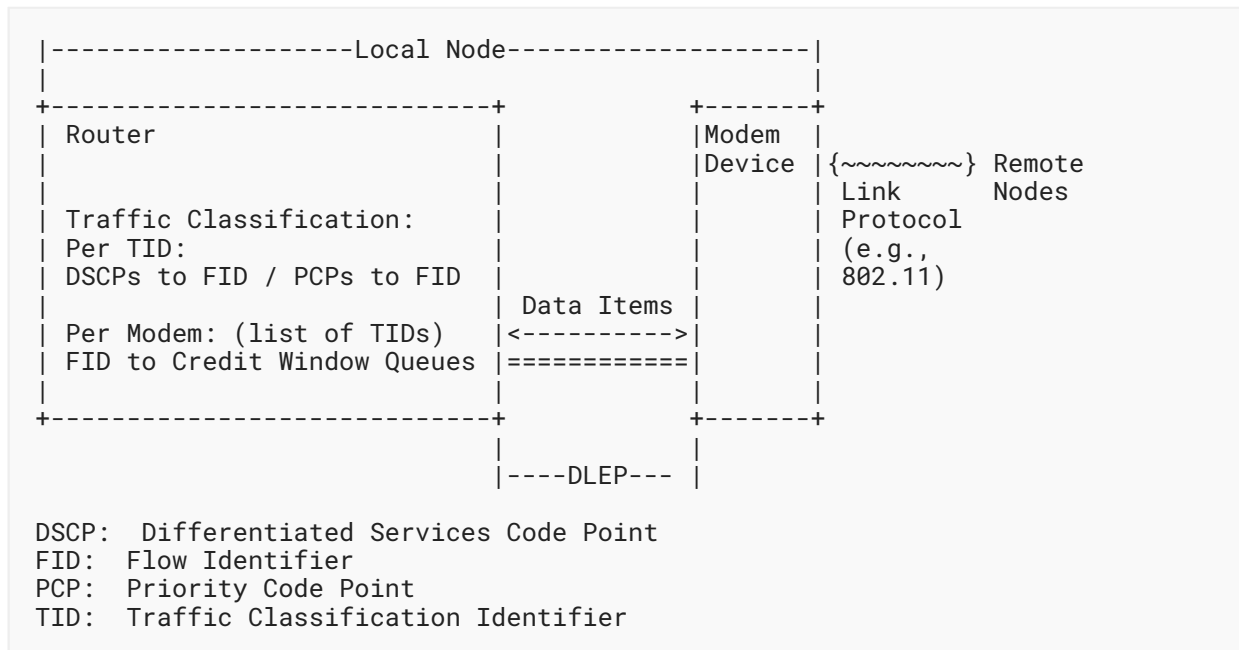 |--------------------Local Node--------------------|
|                                                  |
+-----------------------------+            +-------+
| Router                      |            |Modem  |
|                             |            |Device |{~~~~~~~~} Remote
|                             |            |       | Link      Nodes
| Traffic Classification:     |            |       | Protocol
| Per TID:                    |            |       | (e.g.,
| DSCPs to FID / PCPs to FID  |            |       | 802.11)
|                             | Data Items |       |
| Per Modem: (list of TIDs)   |<---------->|       |
| FID to Credit Window Queues |============|       |
|                             |            |       |
+-----------------------------+            +-------+
                              |            |
                              |----DLEP--- |
DSCP:  Differentiated Services Code Point
FID:  Flow Identifier
PCP:  Priority Code Point
TID:  Traffic Classification Identifier